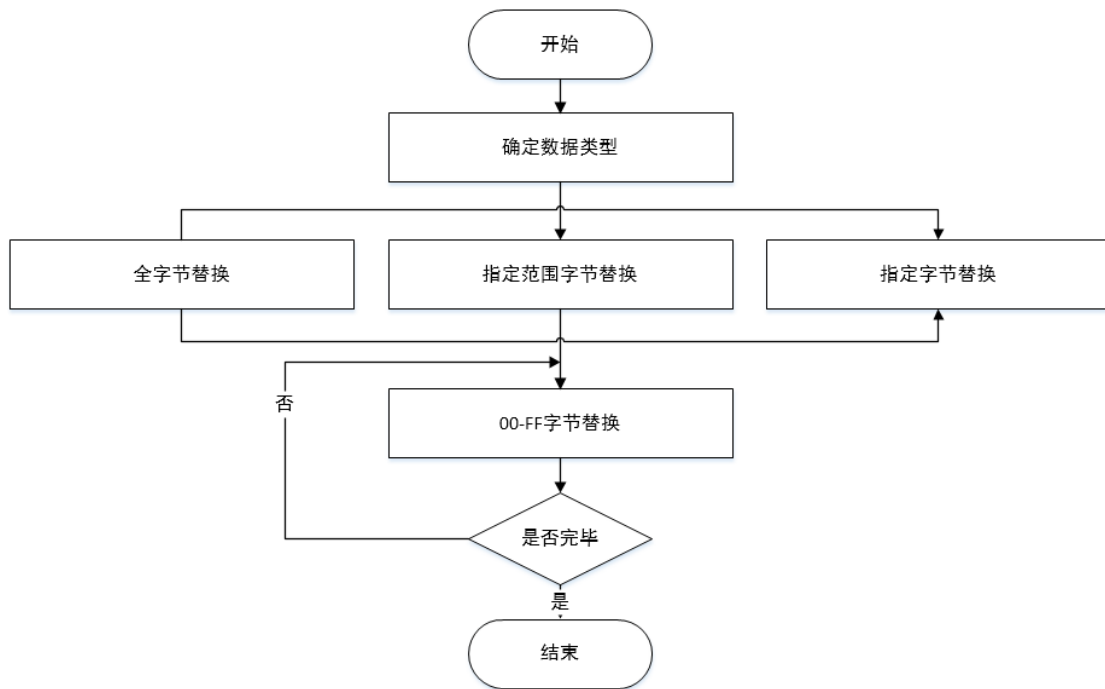 开始
确定数据类型
全字节替换
指定范围字节替换
指定字节替换
否
00-FF字节替换
是否完毕
是
结束